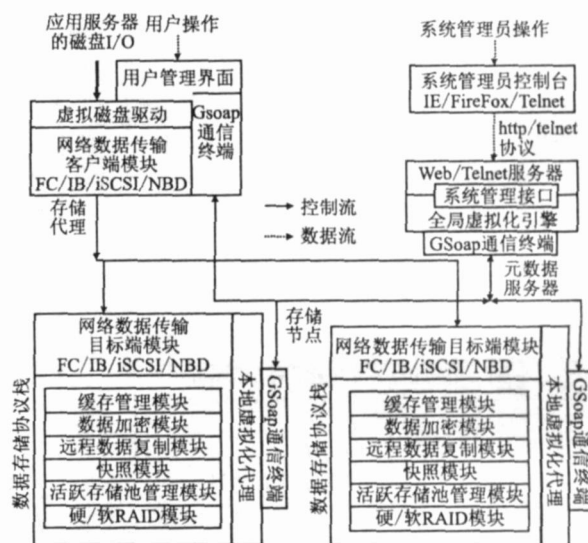 应用服务器
的磁盘I/O
用户操作
用户管理界面
虚拟磁盘驱动
Gsoap
通信
终端
网络数据传输
客户端模块
FC/IB/iSCSI/NBD
存储
代理
系统管理员操作
系统管理员控制台
IE/FireFox/Telnet
http/telnet
协议
Web/Telnet服务器
系统管理接口
全局虚拟化引擎
GSoap通信终端
元数据
服务器
控制流
数据流
存储
节点
数据存储协议栈
网络数据传输
目标端模块
FC/IB/iSCSI/NBD
缓存管理模块
数据加密模块
远程数据复制模块
快照模块
活跃存储池管理模块
硬/软RAID模块
本地虚拟化代理
GSoap通信终端
数据存储协议栈
网络数据传输目标端模块
FC/IB/iSCSI/NBD
缓存管理模块
数据加密模块
远程数据复制模块
快照模块
活跃存储池管理模块
硬/软RAID模块
本地虚拟化代理
GSoap通信终端